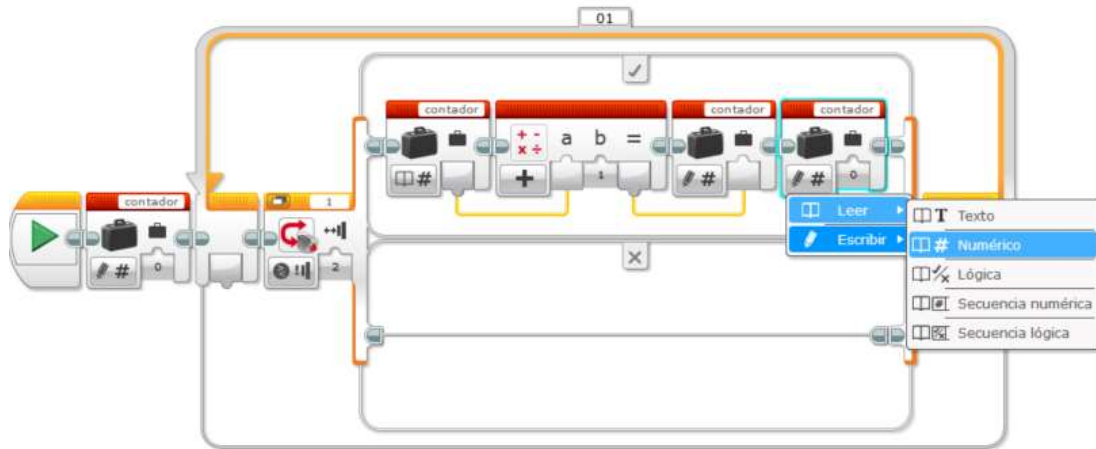 01
contador contador contador
a b =
# 1 # # 0
contador 1
# 0 2
Leer
Escribir
T Texto
# Numérico
Lógica
# Secuencia numérica
Secuencia lógica